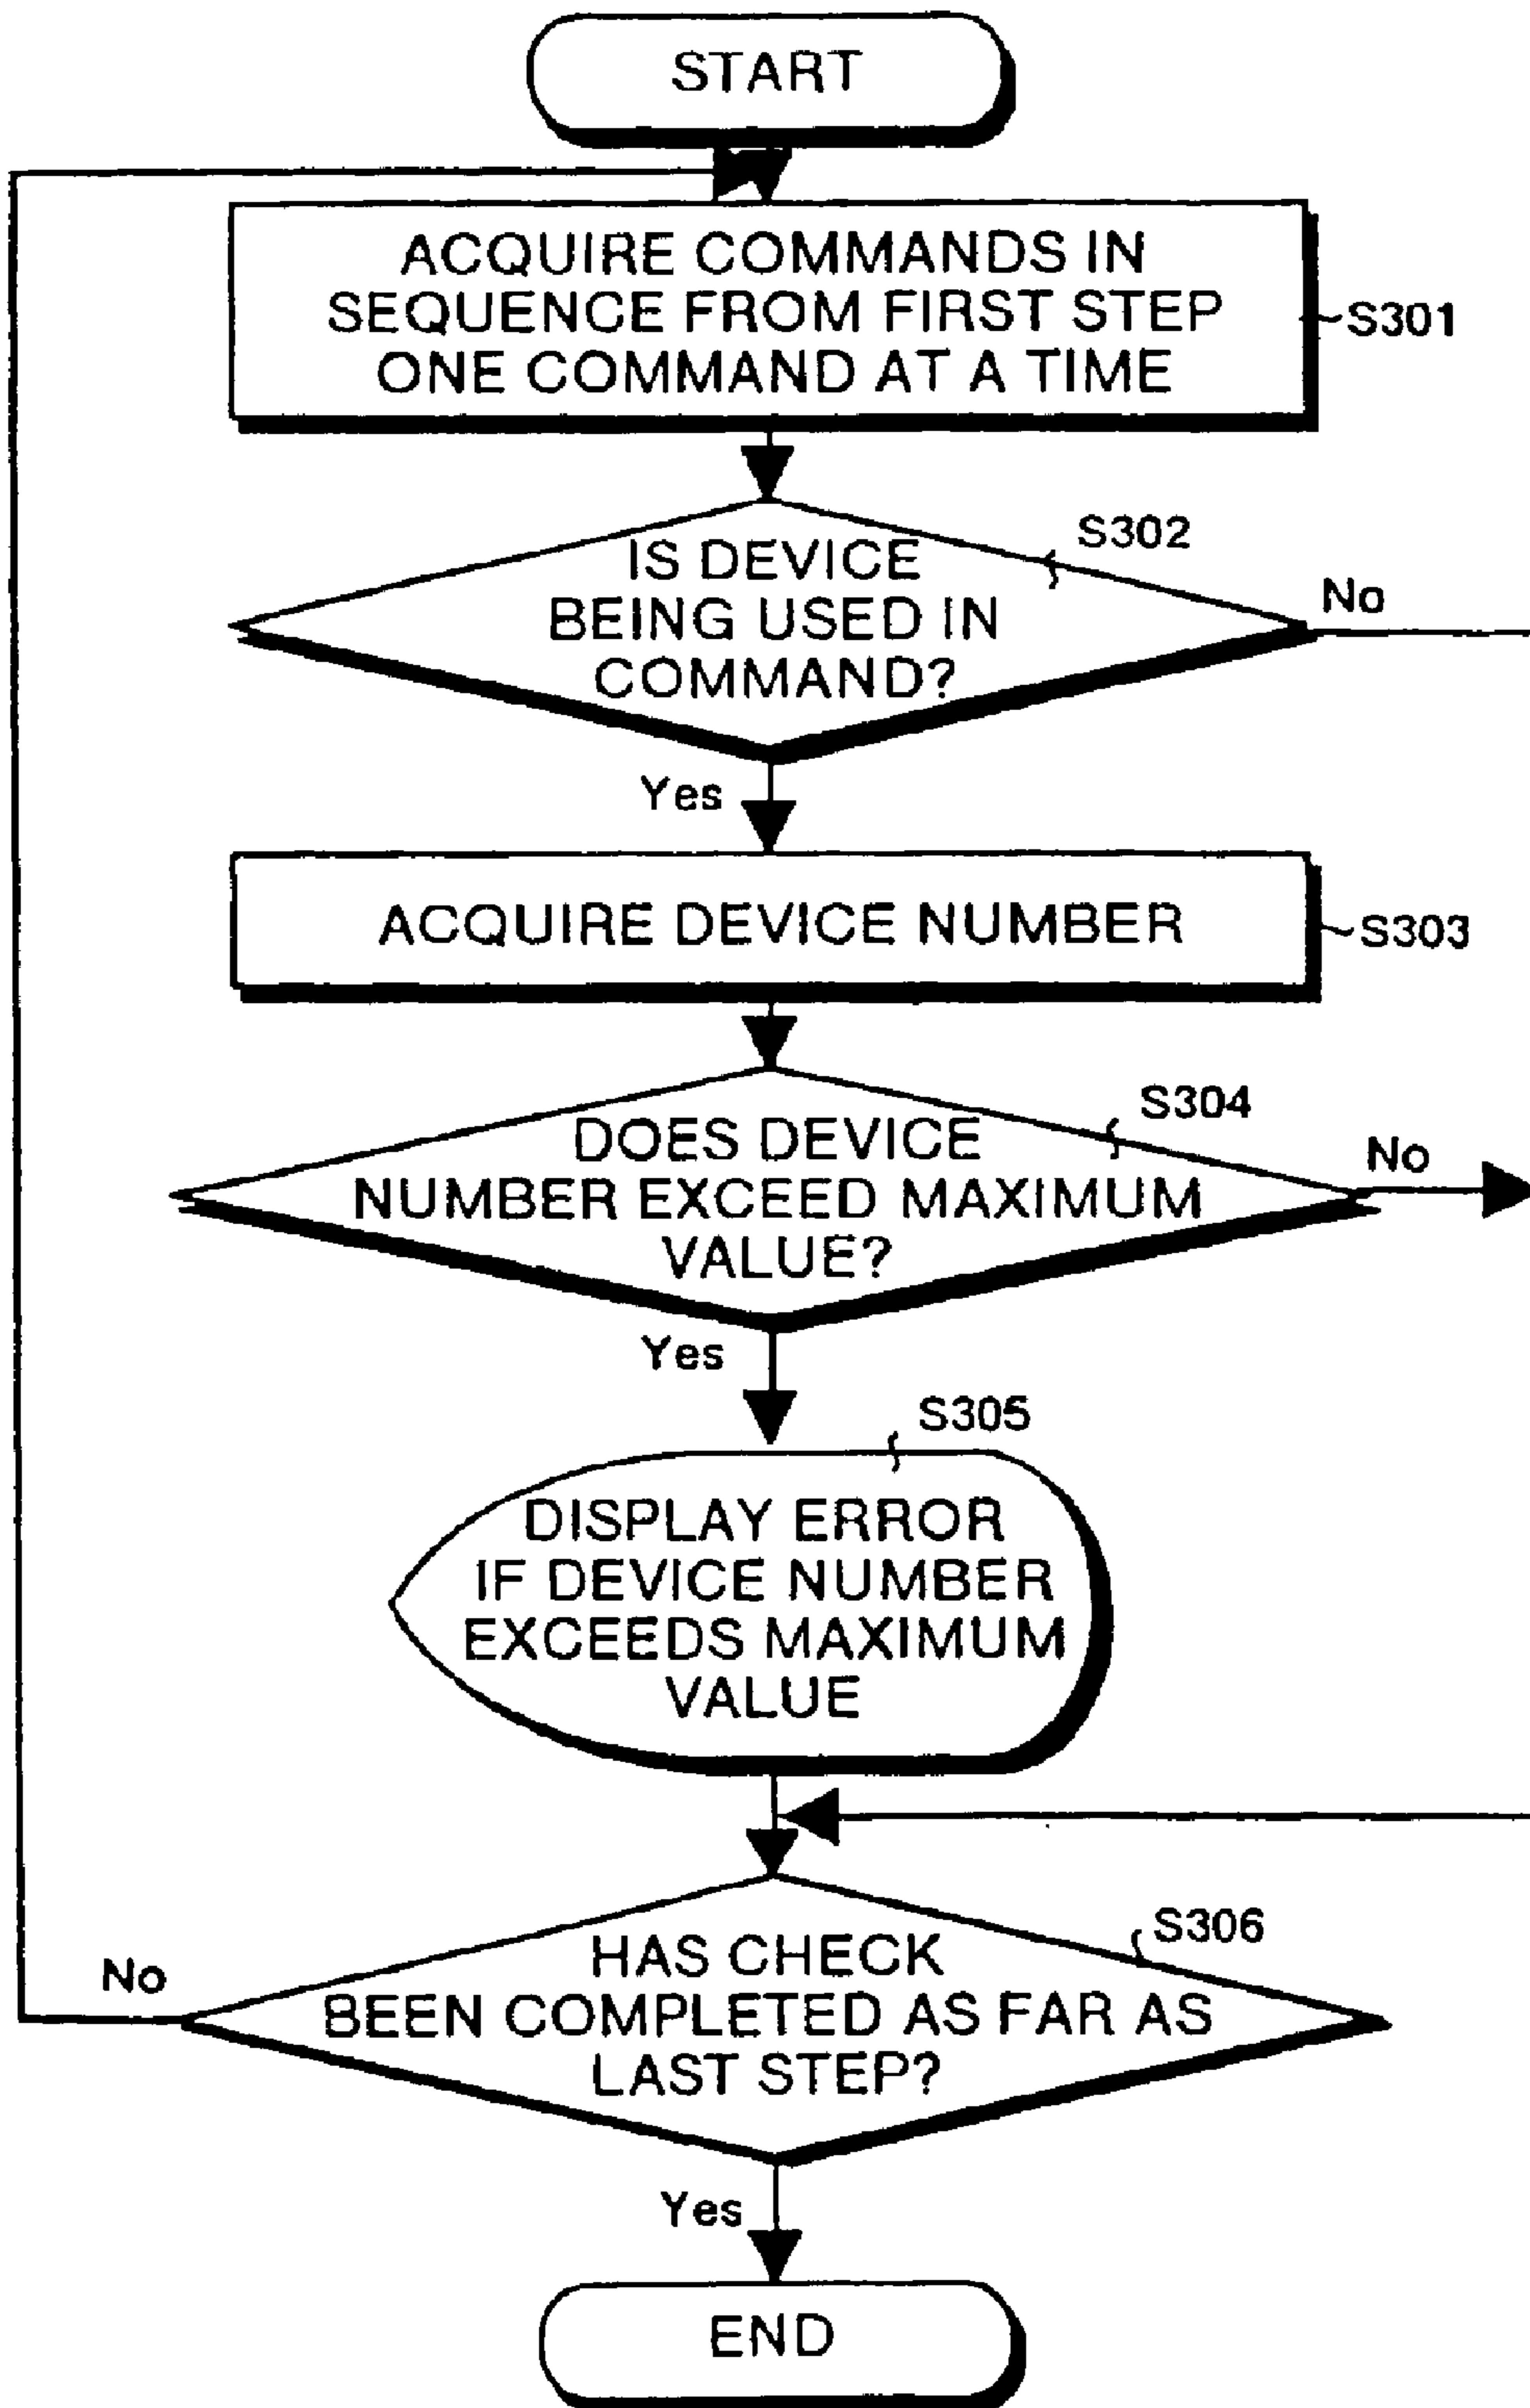 START
ACQUIRE COMMANDS IN
SEQUENCE FROM FIRST STEP
ONE COMMAND AT A TIME
S301
S302
IS DEVICE
BEING USED IN
COMMAND?
No
Yes
ACQUIRE DEVICE NUMBER
S303
S304
DOES DEVICE
NUMBER EXCEED MAXIMUM
VALUE?
No
Yes
S305
DISPLAY ERROR
IF DEVICE NUMBER
EXCEEDS MAXIMUM
VALUE
S306
HAS CHECK
BEEN COMPLETED AS FAR AS
LAST STEP?
No
Yes
END